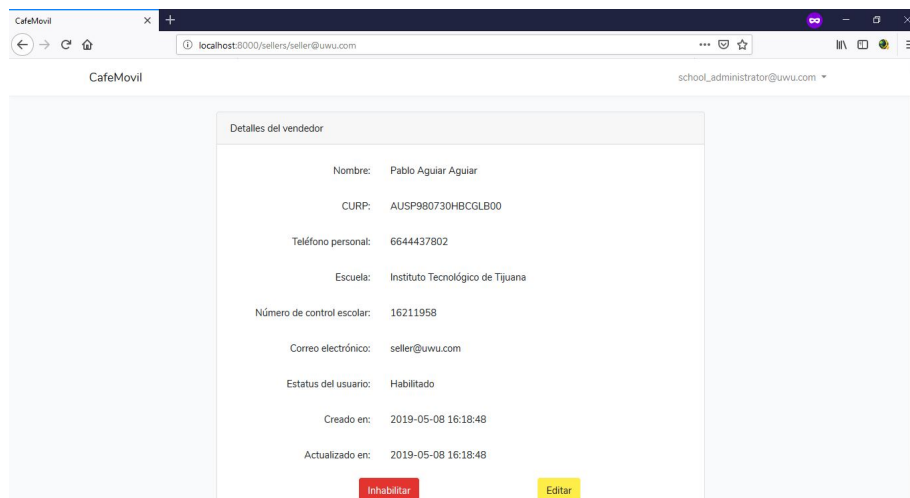 CafeMovil
localhost:8000/sellers/seller@uwu.com
CafeMovil school_administrator@uwu.com
Detalles del vendedor
Nombre: Pablo Aguiar Aguiar
CURP: AUSP980730HBCGLB00
Teléfono personal: 6644437802
Escuela: Instituto Tecnológico de Tijuana
Número de control escolar: 16211958
Correo electrónico: seller@uwu.com
Estatus del usuario: Habilitado
Creado en: 2019-05-08 16:18:48
Actualizado en: 2019-05-08 16:18:48
Inhabilitar Editar